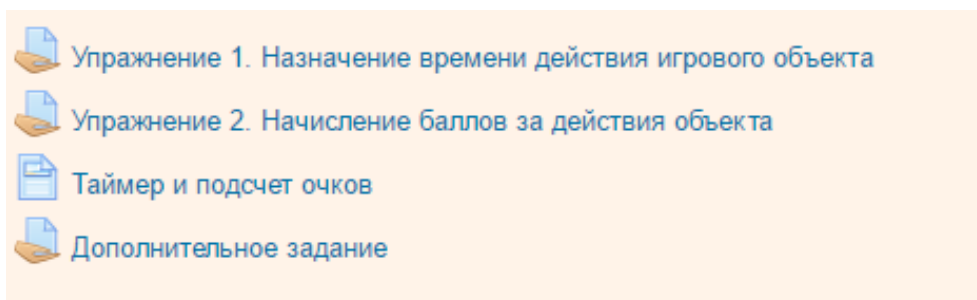 Упражнение 1. Назначение времени действия игрового объекта
Упражнение 2. Начисление баллов за действия объекта
Таймер и подсчет очков
Дополнительное задание